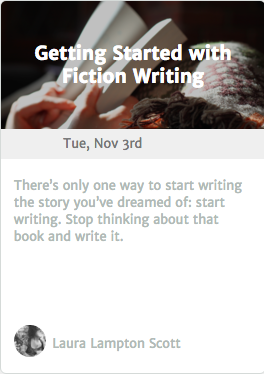 Getting Started with
Fiction Writing
Tue, Nov 3rd
There's only one way to start writing
the story you've dreamed of: start
writing. Stop thinking about that
book and write it.
Laura Lampton Scott